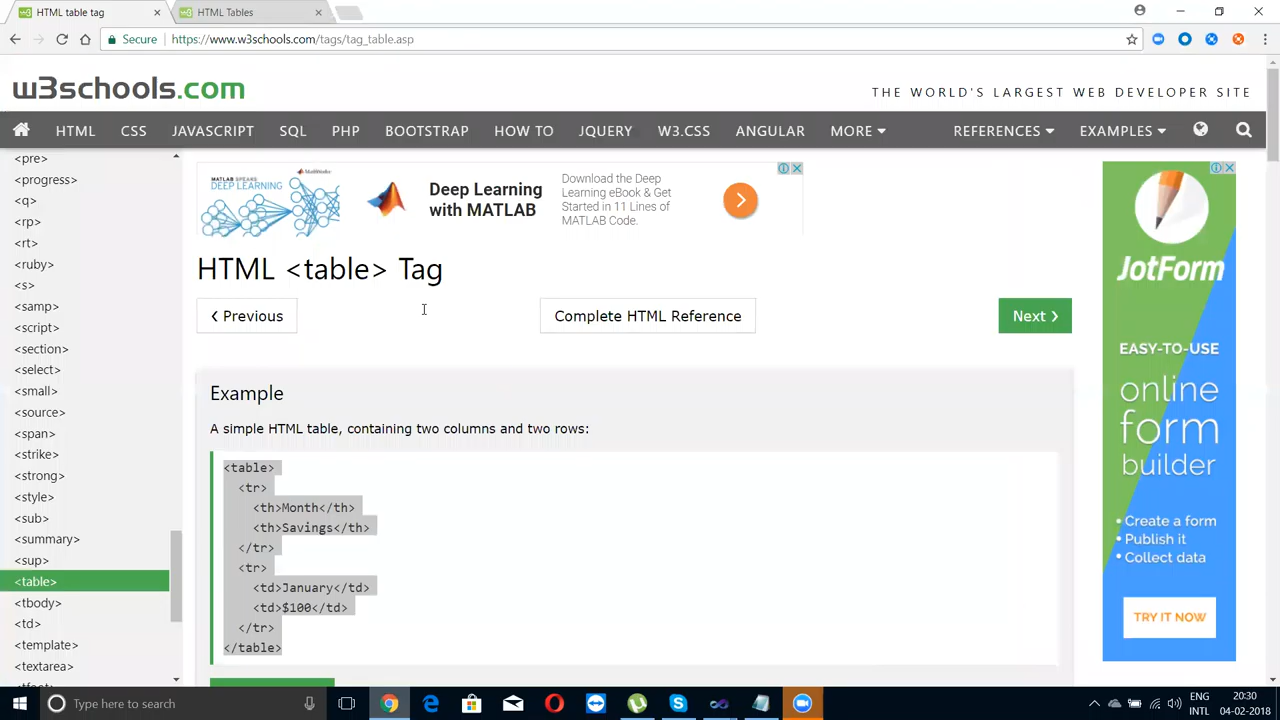 HTML table tag
HTML Tables
Secure
https://www.w3schools.com/tags/tag_table.asp
w3schools.com
THE WORLD'S LARGEST WEB DEVELOPER SITE
HTML CSS JAVASCRIPT SQL PHP BOOTSTRAP HOW TO JQUERY W3.CSS ANGULAR MORE REFERENCES EXAMPLES
<pre>
<progress>
<q>
<rp>
<rt>
<ruby>
<s>
<samp>
<script>
<section>
<select>
<small>
<source>
<span>
<strike>
<strong>
<style>
<sub>
<summary>
<sup>
<table>
<tbody>
<td>
<template>
<textarea>
<tfoot>
MATLAB SPEAKS
DEEP LEARNING
MathWorks
Deep Learning
with MATLAB
Download the Deep
Learning eBook & Get
Started in 11 Lines of
MATLAB Code.
HTML <table> Tag
❮ Previous
Complete HTML Reference
Next ❯
Example
A simple HTML table, containing two columns and two rows:
<table>
<tr>
<th>Month</th>
<th>Savings</th>
</tr>
<tr>
<td>January</td>
<td>$100</td>
</tr>
</table>
JotForm
EASY-TO-USE
online
form
builder
• Create a form
• Publish it
• Collect data
TRY IT NOW
Type here to search
ENG
INTL
20:30
04-02-2018